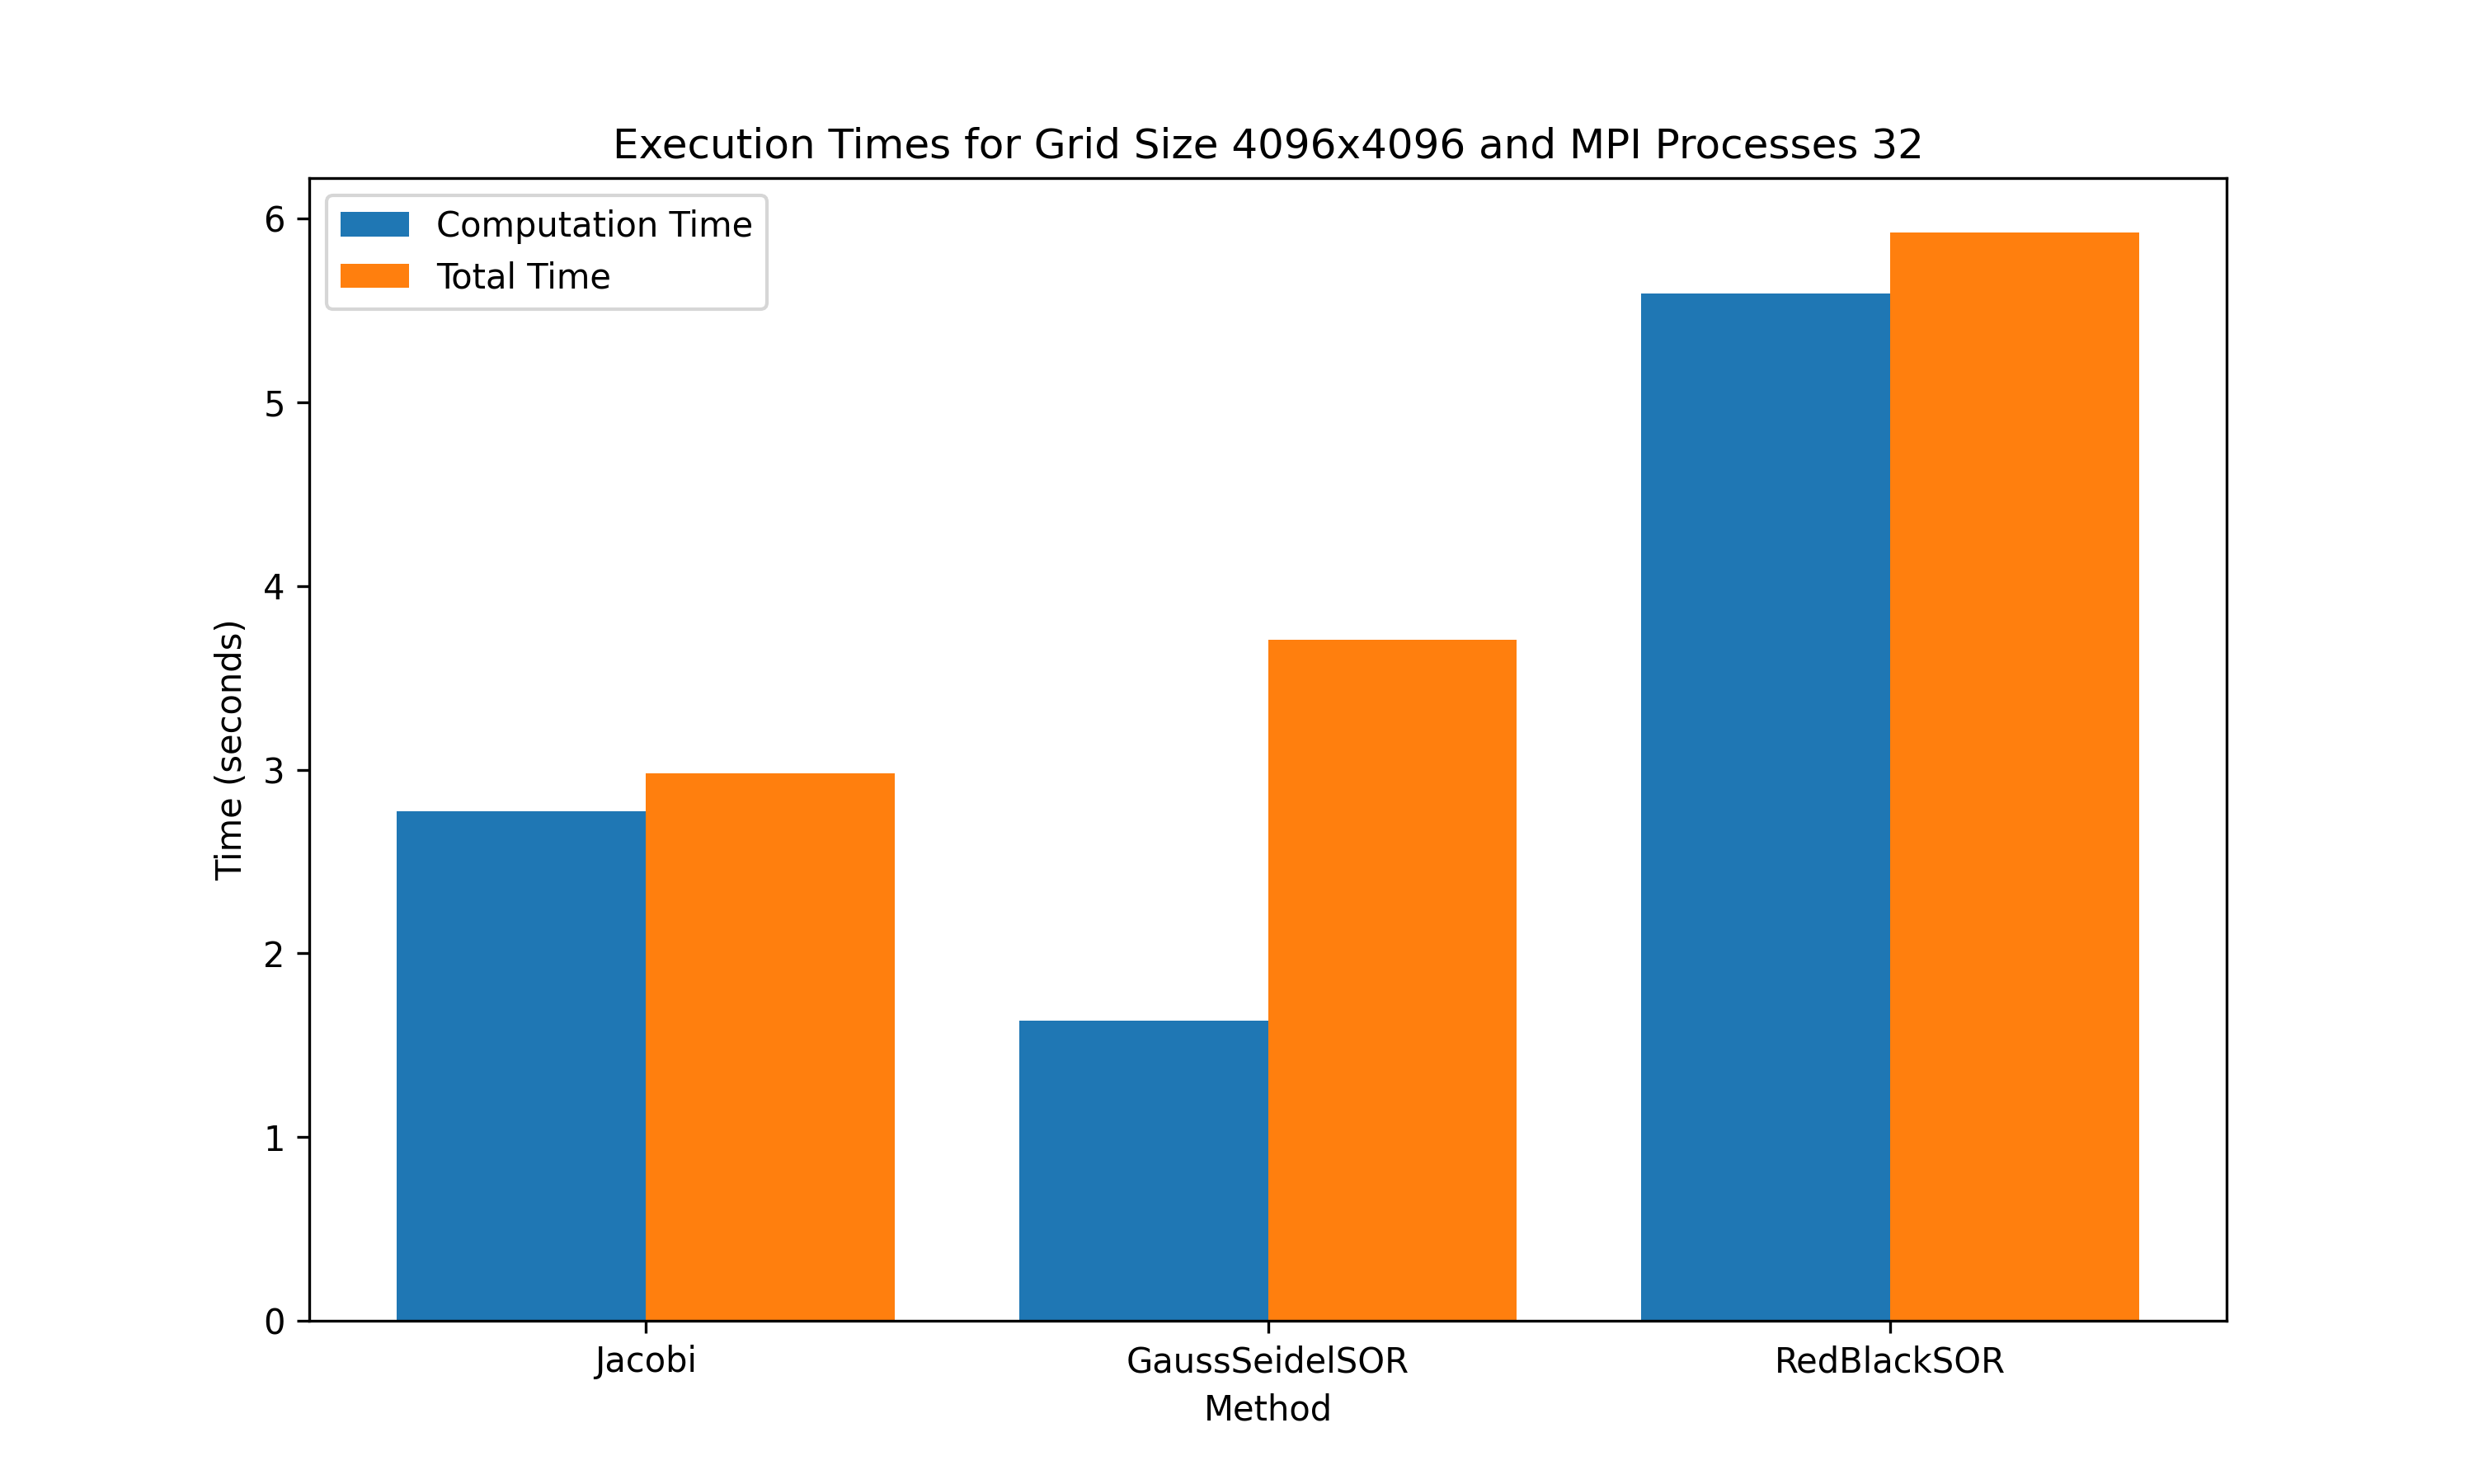 Execution Times for Grid Size 4096x4096 and MPI Processes 32
Computation Time
Total Time
6
5
4
3
2
1
0
Time (seconds)
Jacobi
GaussSeidelSOR
RedBlackSOR
Method